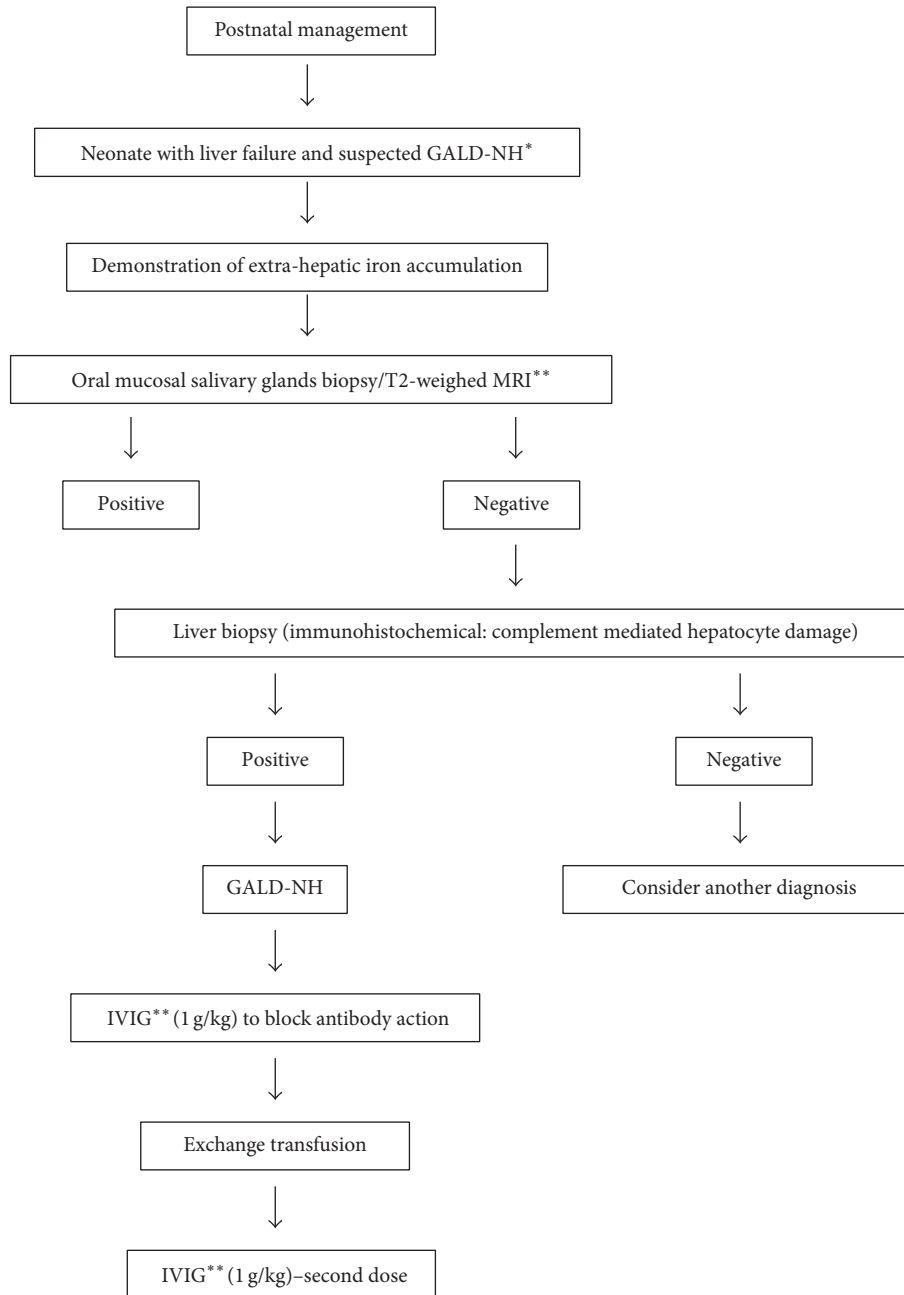 Postnatal management
Neonate with liver failure and suspected GALD-NH*
Demonstration of extra-hepatic iron accumulation
Oral mucosal salivary glands biopsy/T2-weighed MRI**
Positive
Negative
Liver biopsy (immunohistochemical: complement mediated hepatocyte damage)
Positive
Negative
GALD-NH
Consider another diagnosis
IVIG** (1 g/kg) to block antibody action
Exchange transfusion
IVIG** (1 g/kg)–second dose